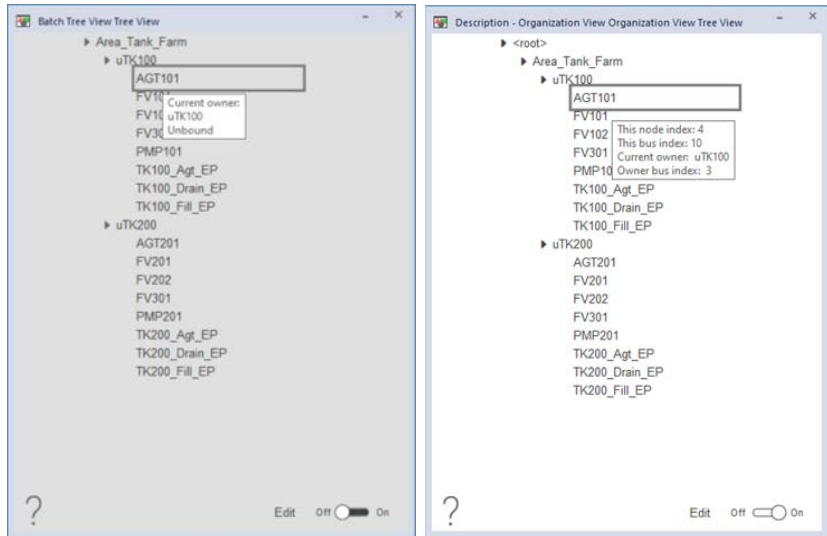 Batch Tree View Tree View
Area_Tank_Farm
uTK100
AGT101
Current owner:
uTK100
Unbound
PMP101
TK100_Agt_EP
TK100_Drain_EP
TK100_Fill_EP
uTK200
AGT201
FV201
FV202
FV301
PMP201
TK200_Agt_EP
TK200_Drain_EP
TK200_Fill_EP
? Edit Off On
Description - Organization View Organization View Tree View
<root>
Area_Tank_Farm
uTK100
AGT101
FV101
FV102
FV301
This node index: 4
This bus index: 10
Current owner: uTK100
Owner bus index: 3
TK100_Agt_EP
TK100_Drain_EP
TK100_Fill_EP
uTK200
AGT201
FV201
FV202
FV301
PMP201
TK200_Agt_EP
TK200_Drain_EP
TK200_Fill_EP
? Edit Off On